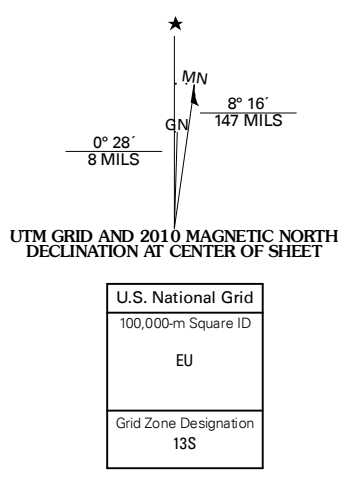 ★
MN
8° 16´
147 MILS
GN
0° 28´
8 MILS
UTM GRID AND 2010 MAGNETIC NORTH
DECLINATION AT CENTER OF SHEET
U.S. National Grid
100,000-m Square ID
EU
Grid Zone Designation
13S